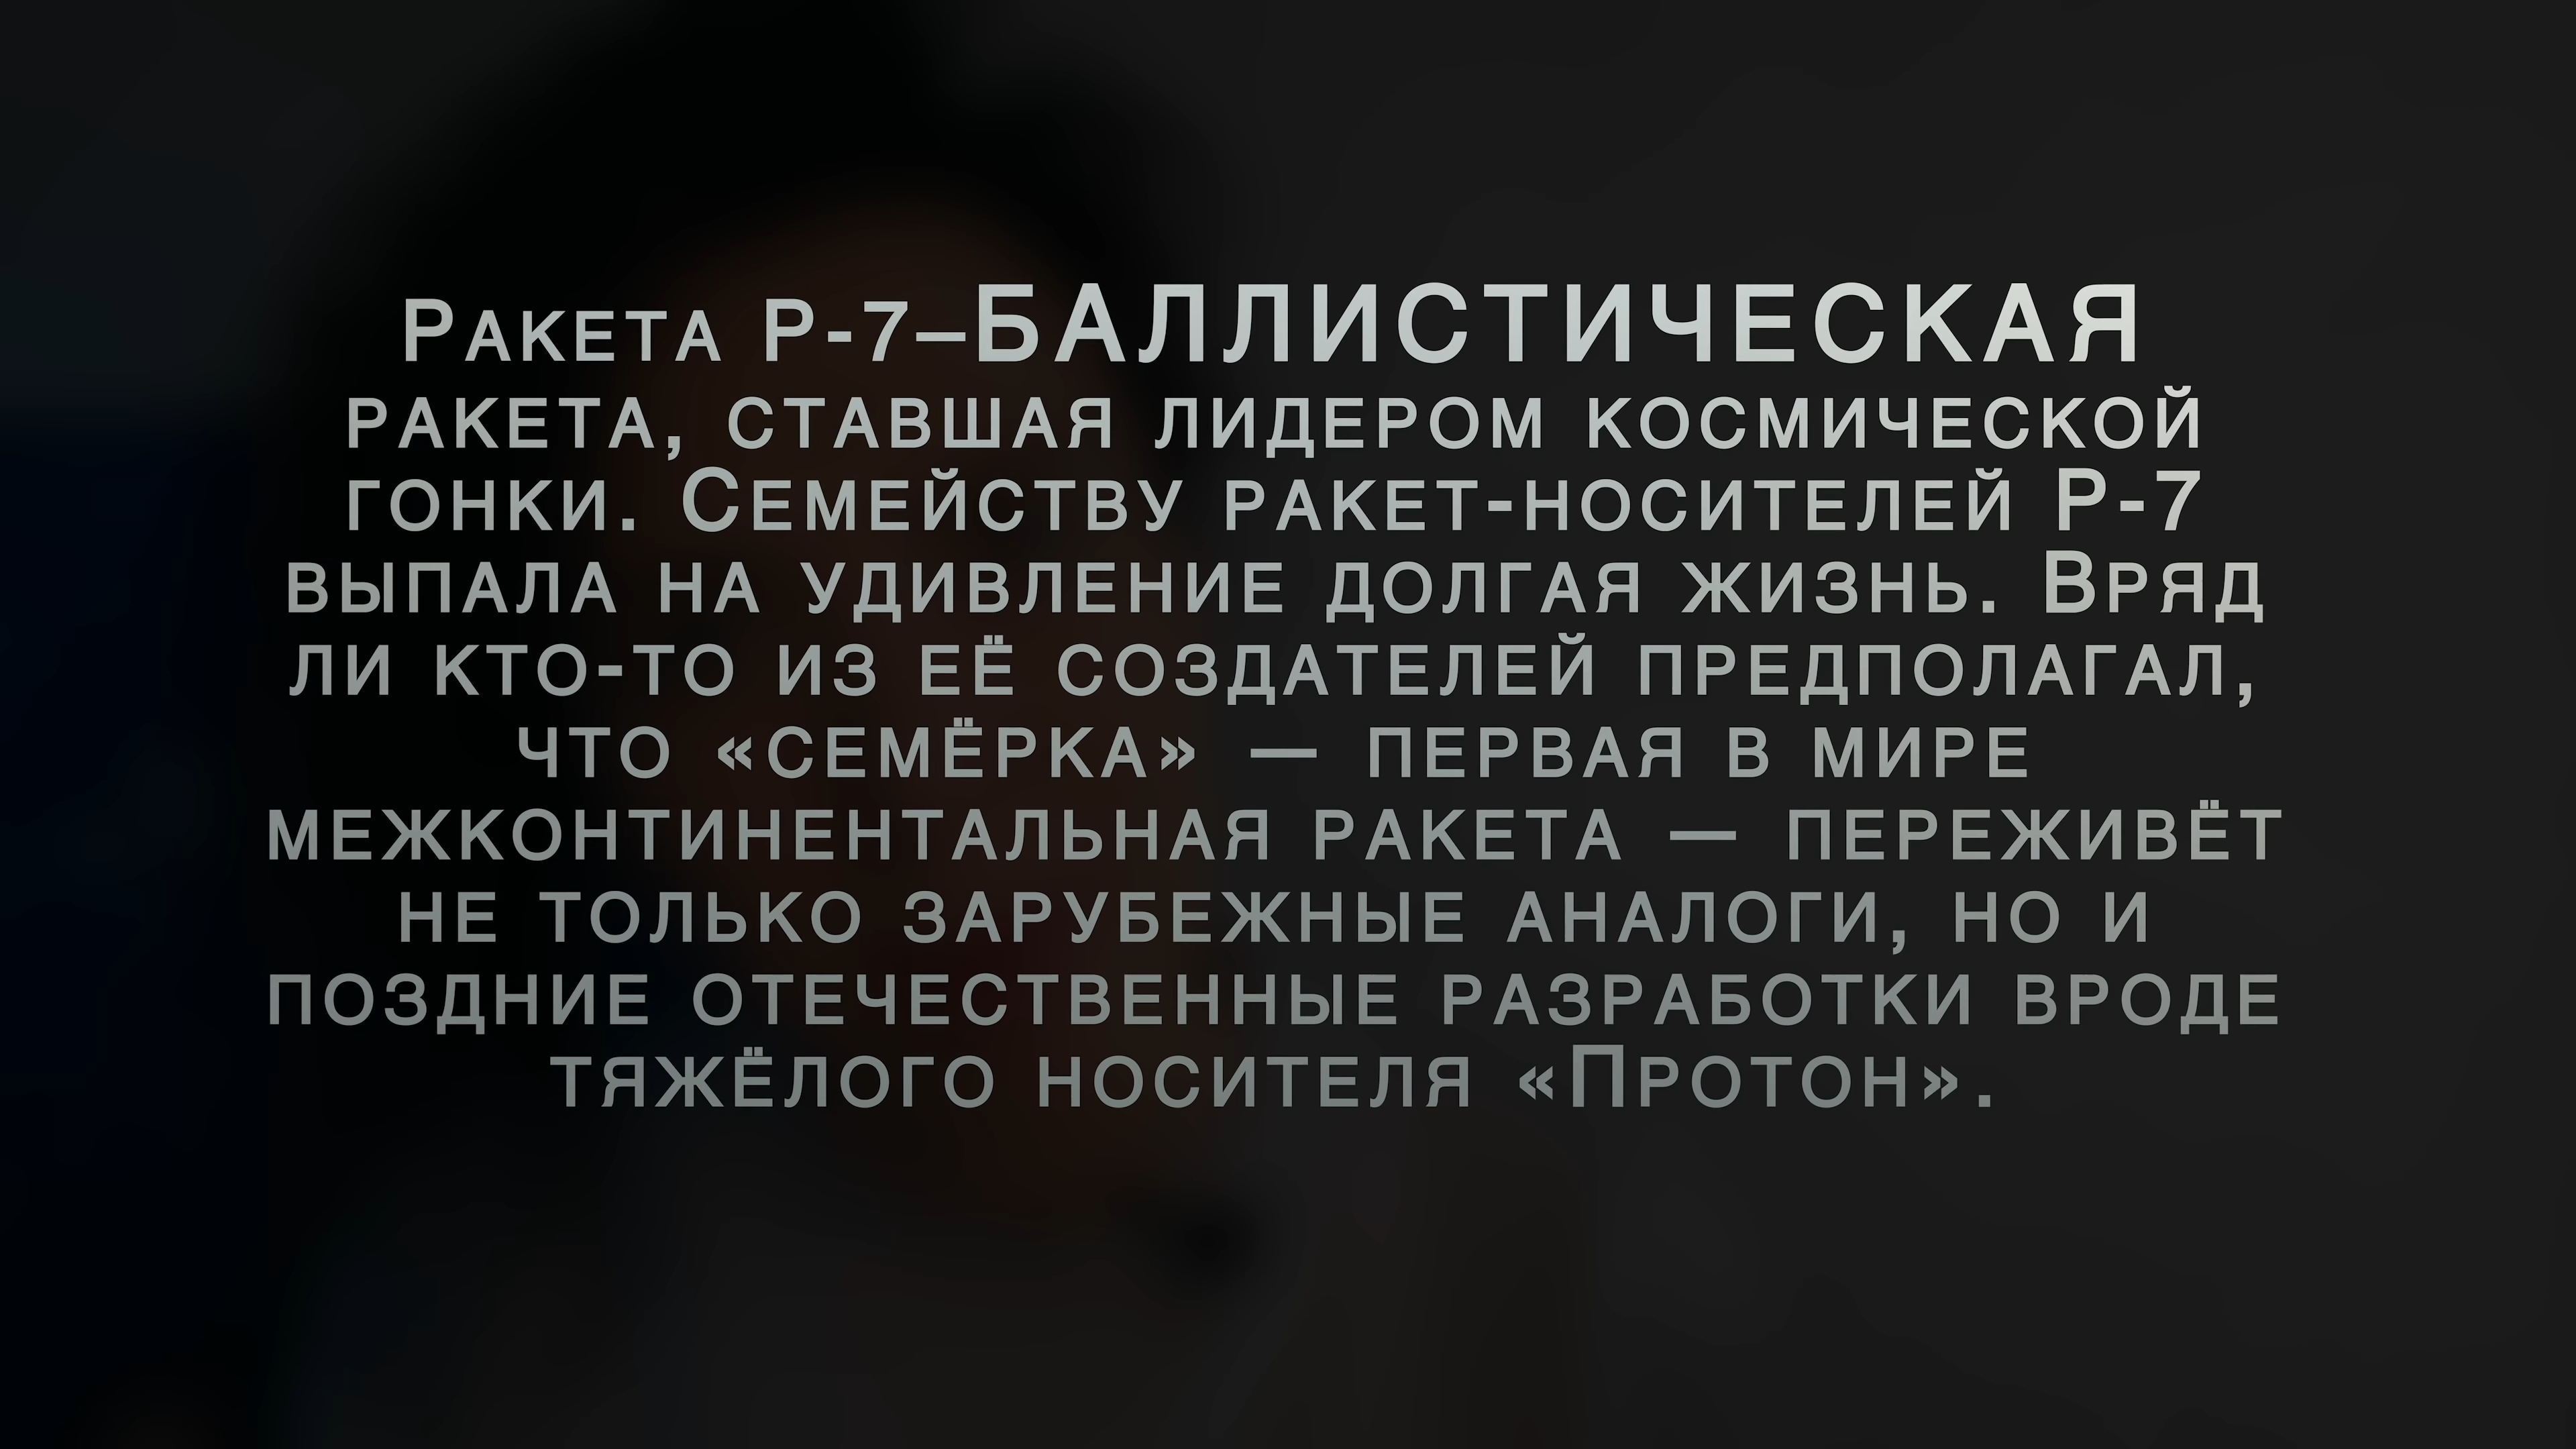 Ракета Р-7–БАЛЛИСТИЧЕСКАЯ
ракета, ставшая лидером космической
гонки. Семейству ракет-носителей Р-7
выпала на удивление долгая жизнь. Вряд
ли кто-то из её создателей предполагал,
что «семёрка» — первая в мире
межконтинентальная ракета — переживёт
не только зарубежные аналоги, но и
поздние отечественные разработки вроде
тяжёлого носителя «Протон».